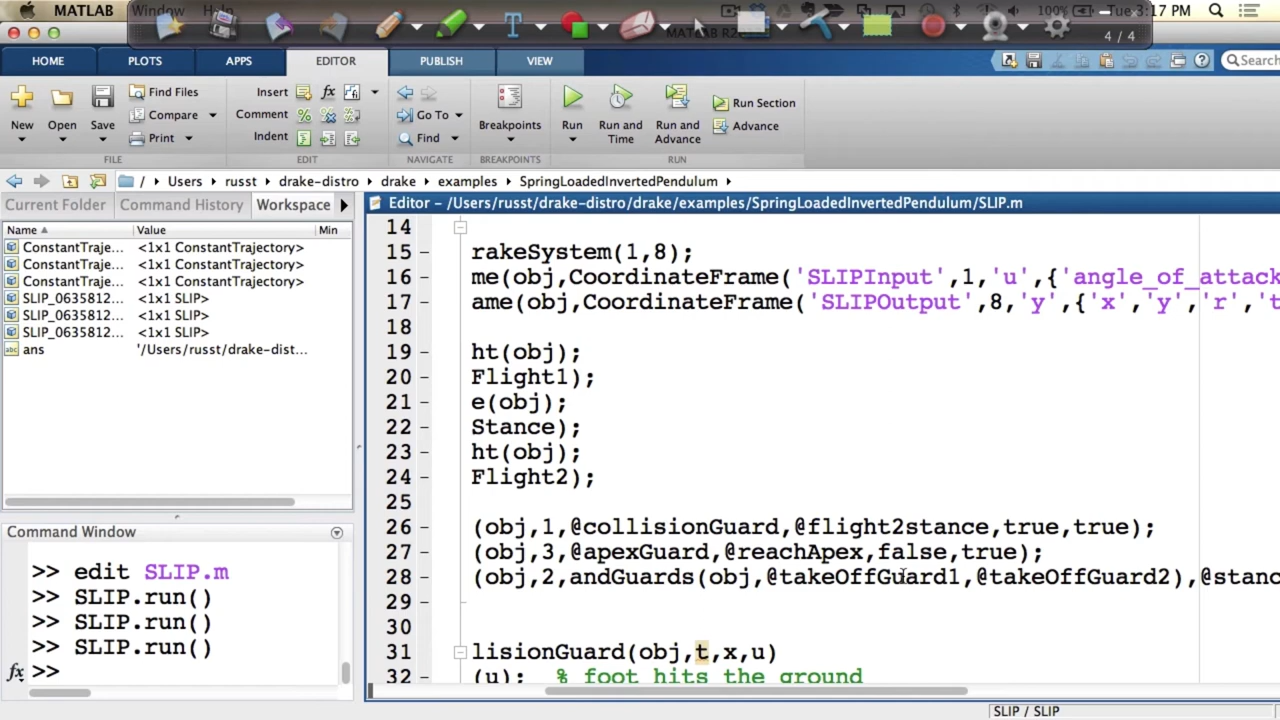 MATLAB Window Help 100% Tue 3:17 PM
4 / 4
HOME PLOTS APPS EDITOR PUBLISH VIEW Search
New Open Save Find Files Compare Print
FILE
Insert fx
Comment
Indent
EDIT
Go To
Find
NAVIGATE
Breakpoints
BREAKPOINTS
Run Run and Time Run and Advance Run Section Advance
RUN
/ Users russt drake-distro drake examples SpringLoadedInvertedPendulum
Current Folder Command History Workspace
Name Value Min
ConstantTraje... <1x1 ConstantTrajectory>
ConstantTraje... <1x1 ConstantTrajectory>
ConstantTraje... <1x1 ConstantTrajectory>
SLIP_0635812... <1x1 SLIP>
SLIP_0635812... <1x1 SLIP>
SLIP_0635812... <1x1 SLIP>
ans '/Users/russt/drake-dist...
Command Window
>> edit SLIP.m
>> SLIP.run()
>> SLIP.run()
>> SLIP.run()
fx >>
Editor - /Users/russt/drake-distro/drake/examples/SpringLoadedInvertedPendulum/SLIP.m
14
15 - rakeSystem(1,8);
16 - me(obj,CoordinateFrame('SLIPInput',1,'u',{'angle_of_attack
17 - ame(obj,CoordinateFrame('SLIPOutput',8,'y',{'x','y','r','t
18
19 - ht(obj);
20 - Flight1);
21 - e(obj);
22 - Stance);
23 - ht(obj);
24 - Flight2);
25
26 - (obj,1,@collisionGuard,@flight2stance,true,true);
27 - (obj,3,@apexGuard,@reachApex,false,true);
28 - (obj,2,andGuards(obj,@takeOffGuard1,@takeOffGuard2),@stanc
29 -
30
31 lisionGuard(obj,t,x,u)
32 - (u); % foot hits the ground
SLIP / SLIP